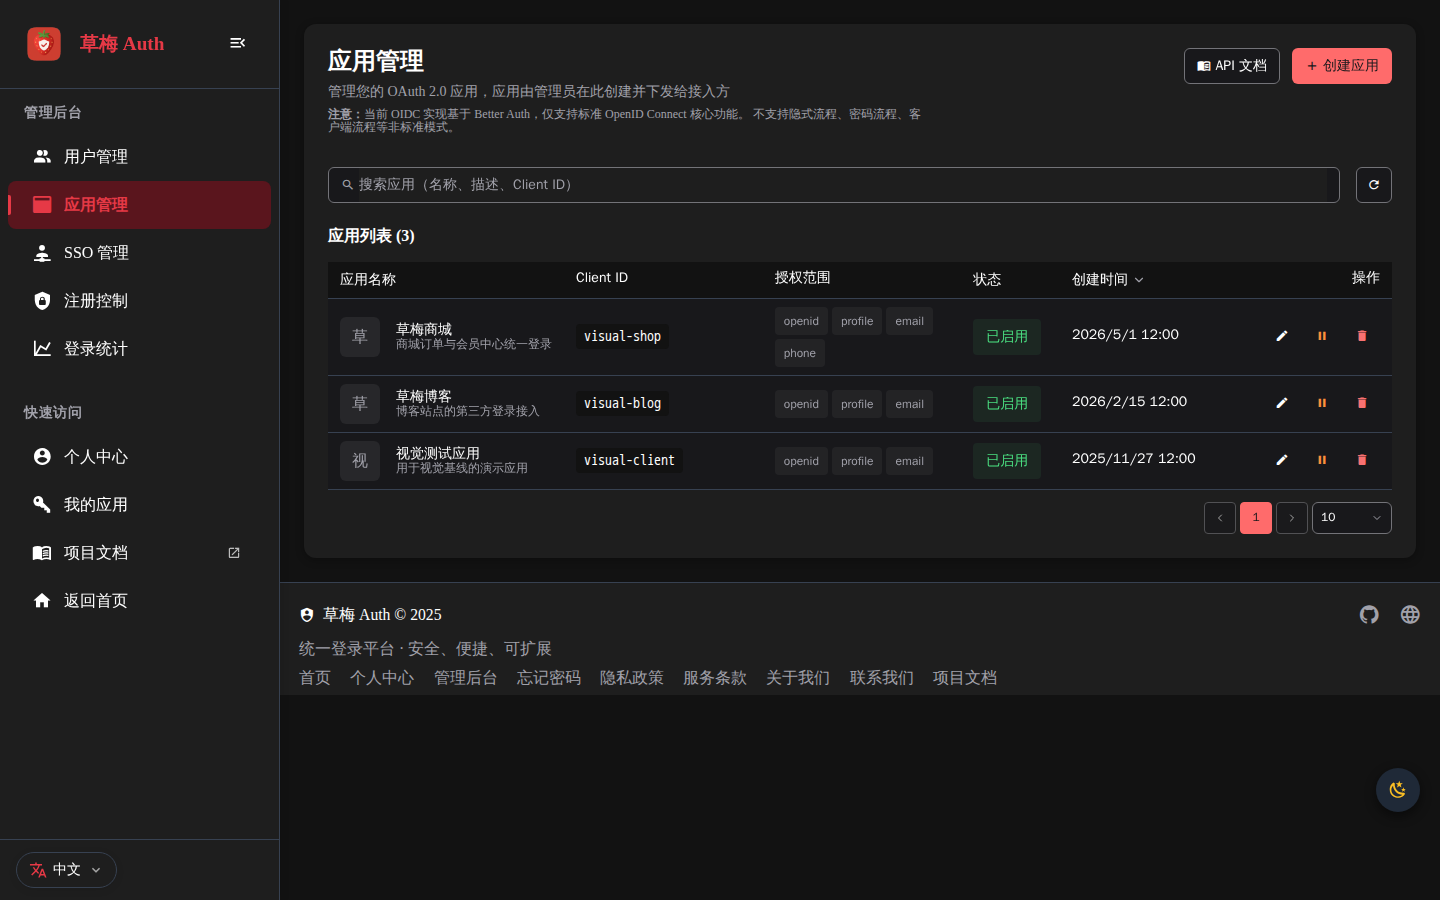 草梅 Auth
管理后台
用户管理
应用管理
SSO 管理
注册控制
登录统计
快速访问
个人中心
我的应用
项目文档
返回首页
中文
应用管理
管理您的 OAuth 2.0 应用，应用由管理员在此创建并下发给接入方
注意：当前 OIDC 实现基于 Better Auth，仅支持标准 OpenID Connect 核心功能。 不支持隐式流程、密码流程、客
户端流程等非标准模式。
API 文档
创建应用
搜索应用（名称、描述、Client ID）
应用列表 (3)
应用名称 Client ID 授权范围 状态 创建时间 操作
草 草梅商城 商城订单与会员中心统一登录 visual-shop openid profile email phone 已启用 2026/5/1 12:00
草 草梅博客 博客站点的第三方登录接入 visual-blog openid profile email 已启用 2026/2/15 12:00
视 视觉测试应用 用于视觉基线的演示应用 visual-client openid profile email 已启用 2025/11/27 12:00
1 10
草梅 Auth © 2025
统一登录平台 · 安全、便捷、可扩展
首页 个人中心 管理后台 忘记密码 隐私政策 服务条款 关于我们 联系我们 项目文档